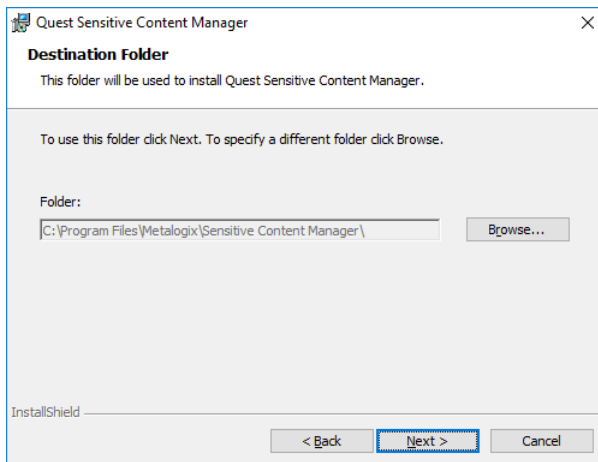 Quest Sensitive Content Manager
Destination Folder
This folder will be used to install Quest Sensitive Content Manager.
To use this folder click Next. To specify a different folder click Browse.
Folder:
C:\Program Files\Metalogix\Sensitive Content Manager\
Browse...
InstallShield
< Back
Next >
Cancel